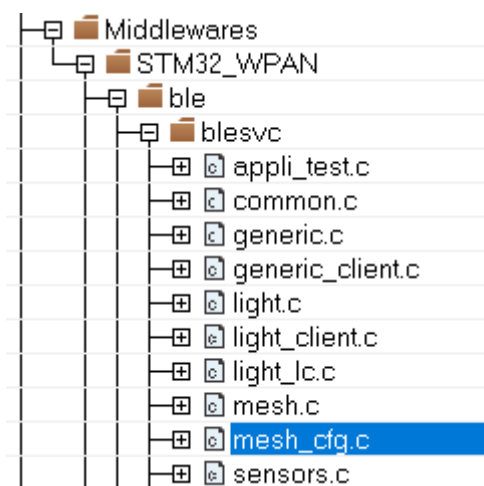 Middlewares
STM32_WPAN
ble
blesvc
appli_test.c
common.c
generic.c
generic_client.c
light.c
light_client.c
light_lc.c
mesh.c
mesh_cfg.c
sensors.c